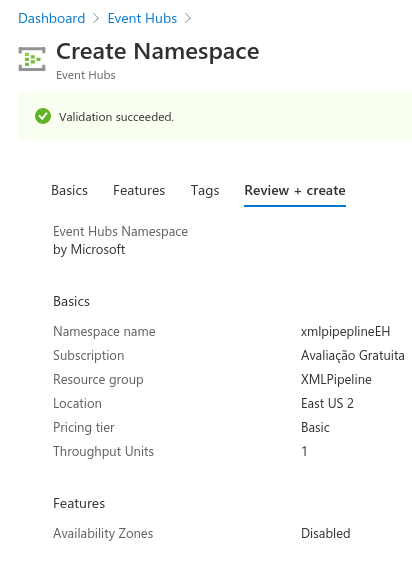 Dashboard > Event Hubs >
Create Namespace
Event Hubs
Validation succeeded.
Basics Features Tags Review + create
Event Hubs Namespace
by Microsoft
Basics
Namespace name xmlpipeplineEH
Subscription Avaliação Gratuita
Resource group XMLPipeline
Location East US 2
Pricing tier Basic
Throughput Units 1
Features
Availability Zones Disabled